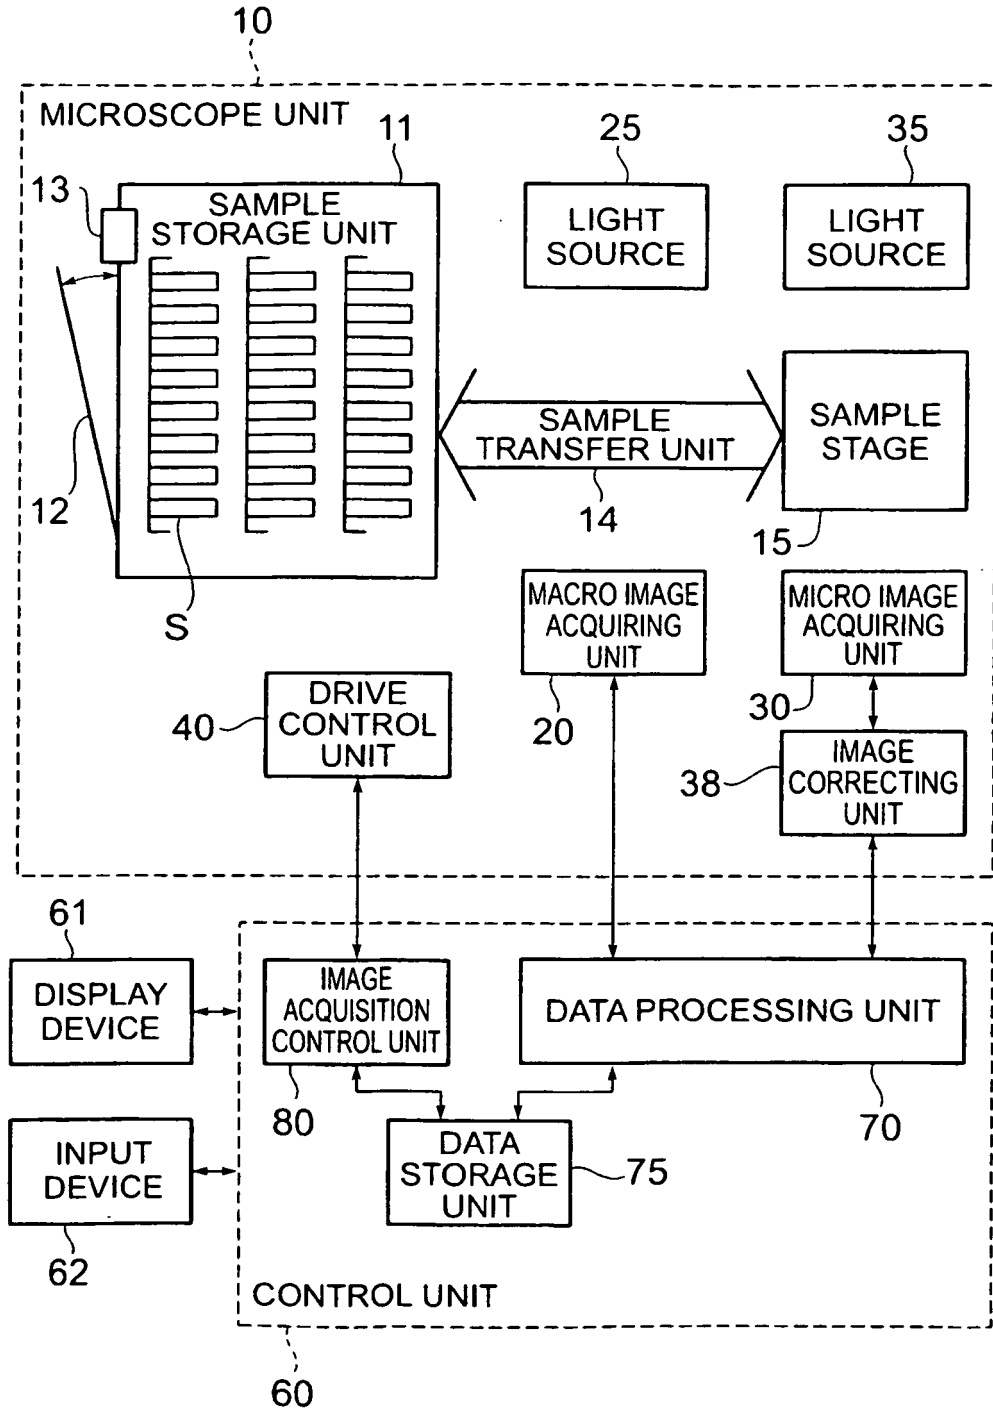 10
MICROSCOPE UNIT
11
25
35
13
SAMPLE
STORAGE UNIT
LIGHT
SOURCE
LIGHT
SOURCE
SAMPLE
TRANSFER UNIT
SAMPLE
STAGE
12
14
15
S
MACRO IMAGE
ACQUIRING
UNIT
MICRO IMAGE
ACQUIRING
UNIT
20
30
40
DRIVE
CONTROL
UNIT
38
IMAGE
CORRECTING
UNIT
61
DISPLAY
DEVICE
IMAGE
ACQUISITION
CONTROL UNIT
DATA PROCESSING UNIT
80
70
INPUT
DEVICE
DATA
STORAGE
UNIT
75
62
CONTROL UNIT
60